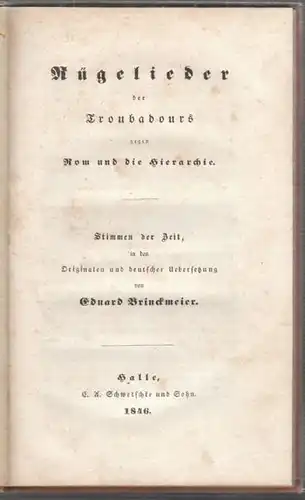 Rügelieder
der
Troubadours
gegen
Rom und die Hierarchie.
Stimmen der Zeit,
in den
Originalen und deutscher Uebersetzung
von
Eduard Brinckmeier.
Halle,
C. A. Schwetschke und Sohn.
1846.